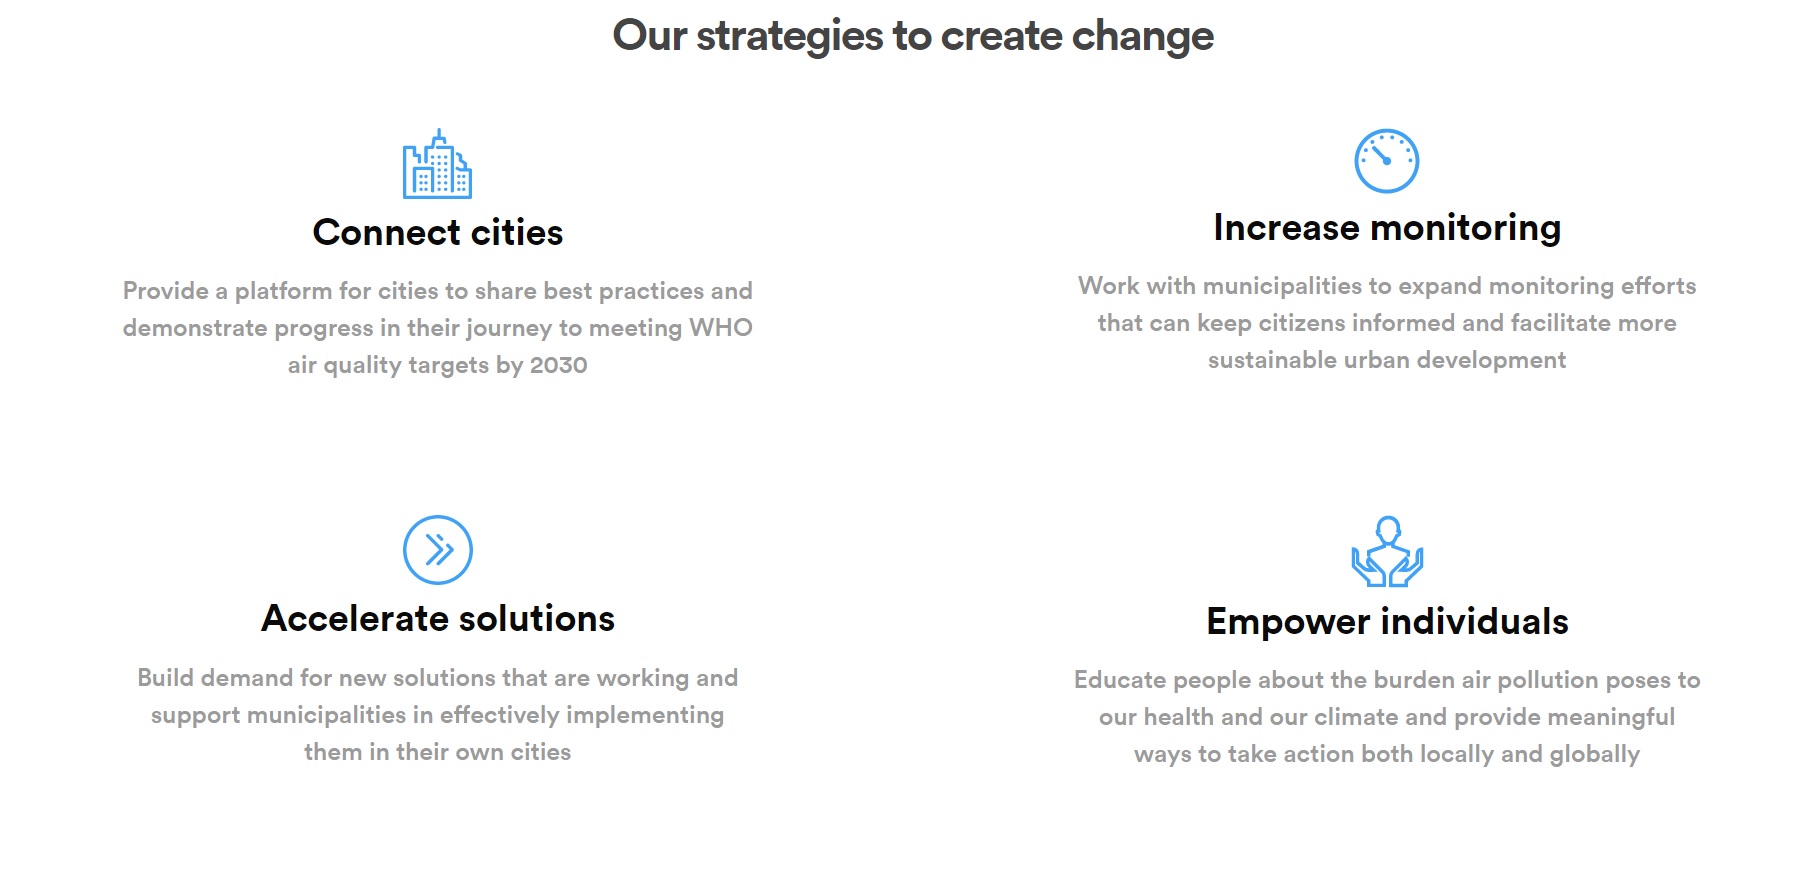 Our strategies to create change
Connect cities
Provide a platform for cities to share best practices and
demonstrate progress in their journey to meeting WHO
air quality targets by 2030
Increase monitoring
Work with municipalities to expand monitoring efforts
that can keep citizens informed and facilitate more
sustainable urban development
Accelerate solutions
Build demand for new solutions that are working and
support municipalities in effectively implementing
them in their own cities
Empower individuals
Educate people about the burden air pollution poses to
our health and our climate and provide meaningful
ways to take action both locally and globally